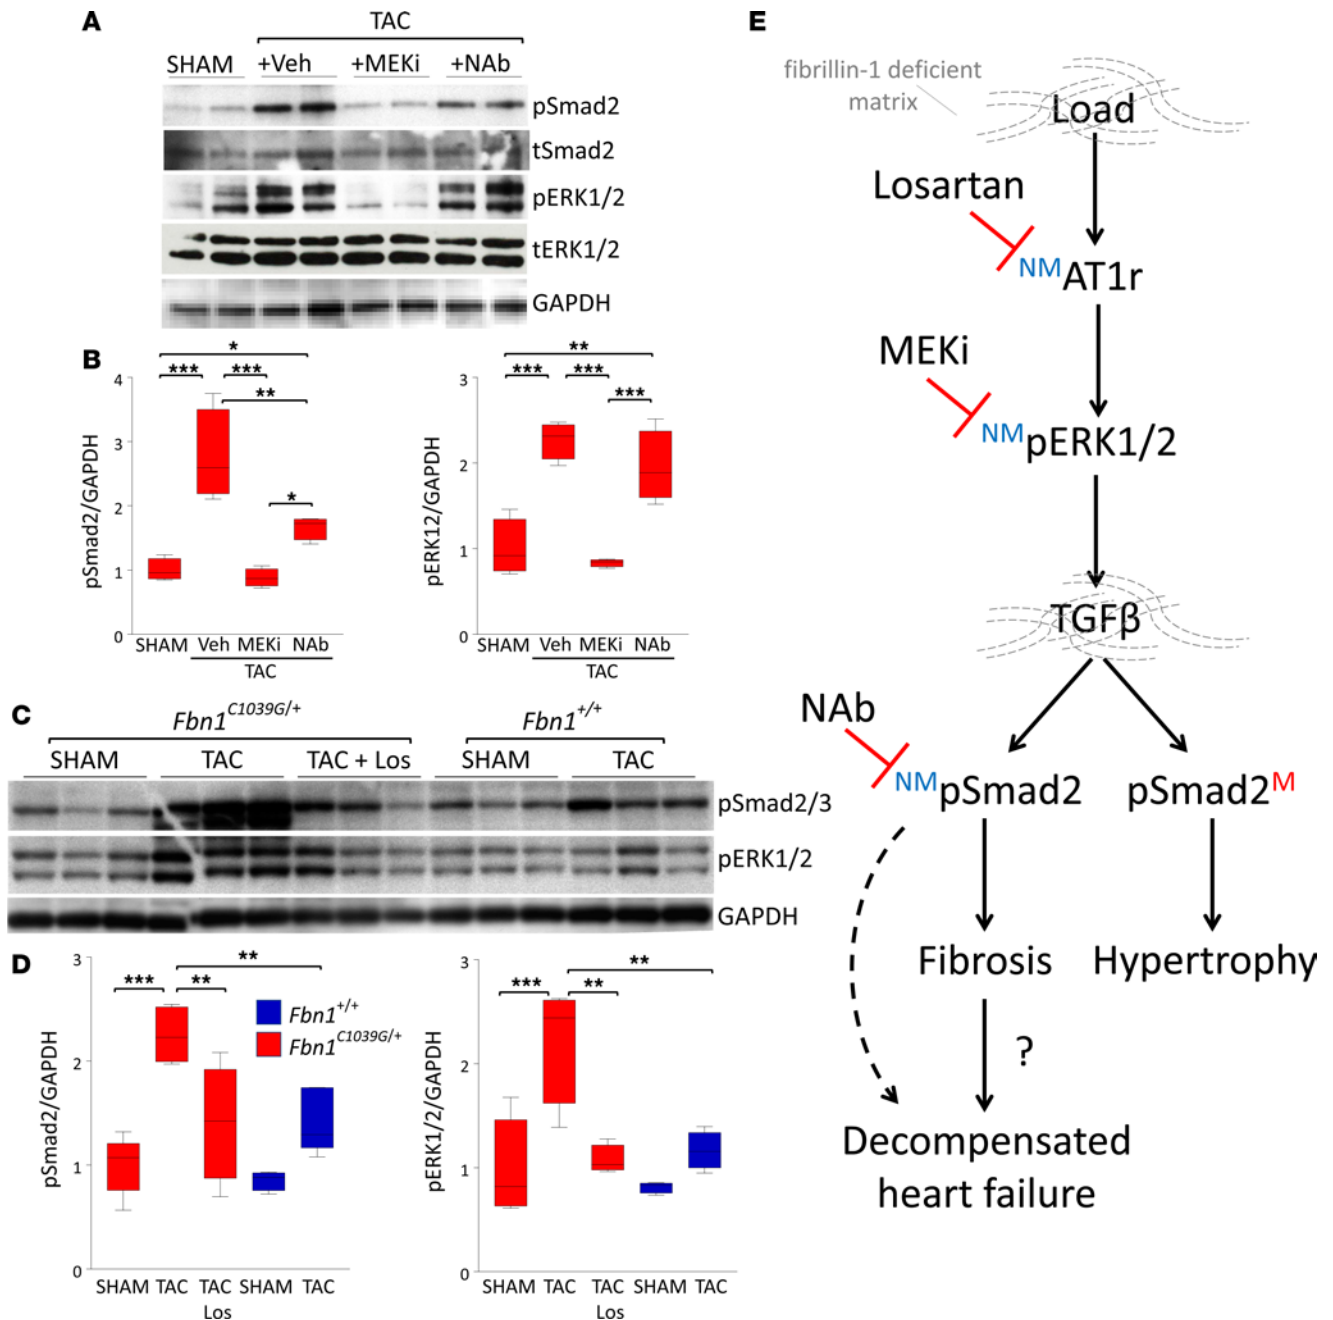 A
TAC
SHAM +Veh +MEKi +NAb
pSmad2
tSmad2
pERK1/2
tERK1/2
GAPDH
B
pSmad2/GAPDH
4
3
2
1
0
* *** *** ** *
SHAM Veh MEKi NAb
TAC
pERK12/GAPDH
3
2
1
0
** *** *** ***
SHAM Veh MEKi NAb
TAC
C
Fbn1C1039G/+ Fbn1+/+
SHAM TAC TAC + Los SHAM TAC
pSmad2/3
pERK1/2
GAPDH
D
pSmad2/GAPDH
3
2
1
0
** *** **
Fbn1+/+
Fbn1C1039G/+
SHAM TAC TAC SHAM TAC
Los
pERK1/2/GAPDH
3
2
1
0
** *** **
SHAM TAC TAC SHAM TAC
Los
E
fibrillin-1 deficient
matrix
Load
Losartan
NMAT1r
MEKi
NMpERK1/2
TGFβ
NAb
NMpSmad2 pSmad2M
Fibrosis Hypertrophy
?
Decompensated
heart failure